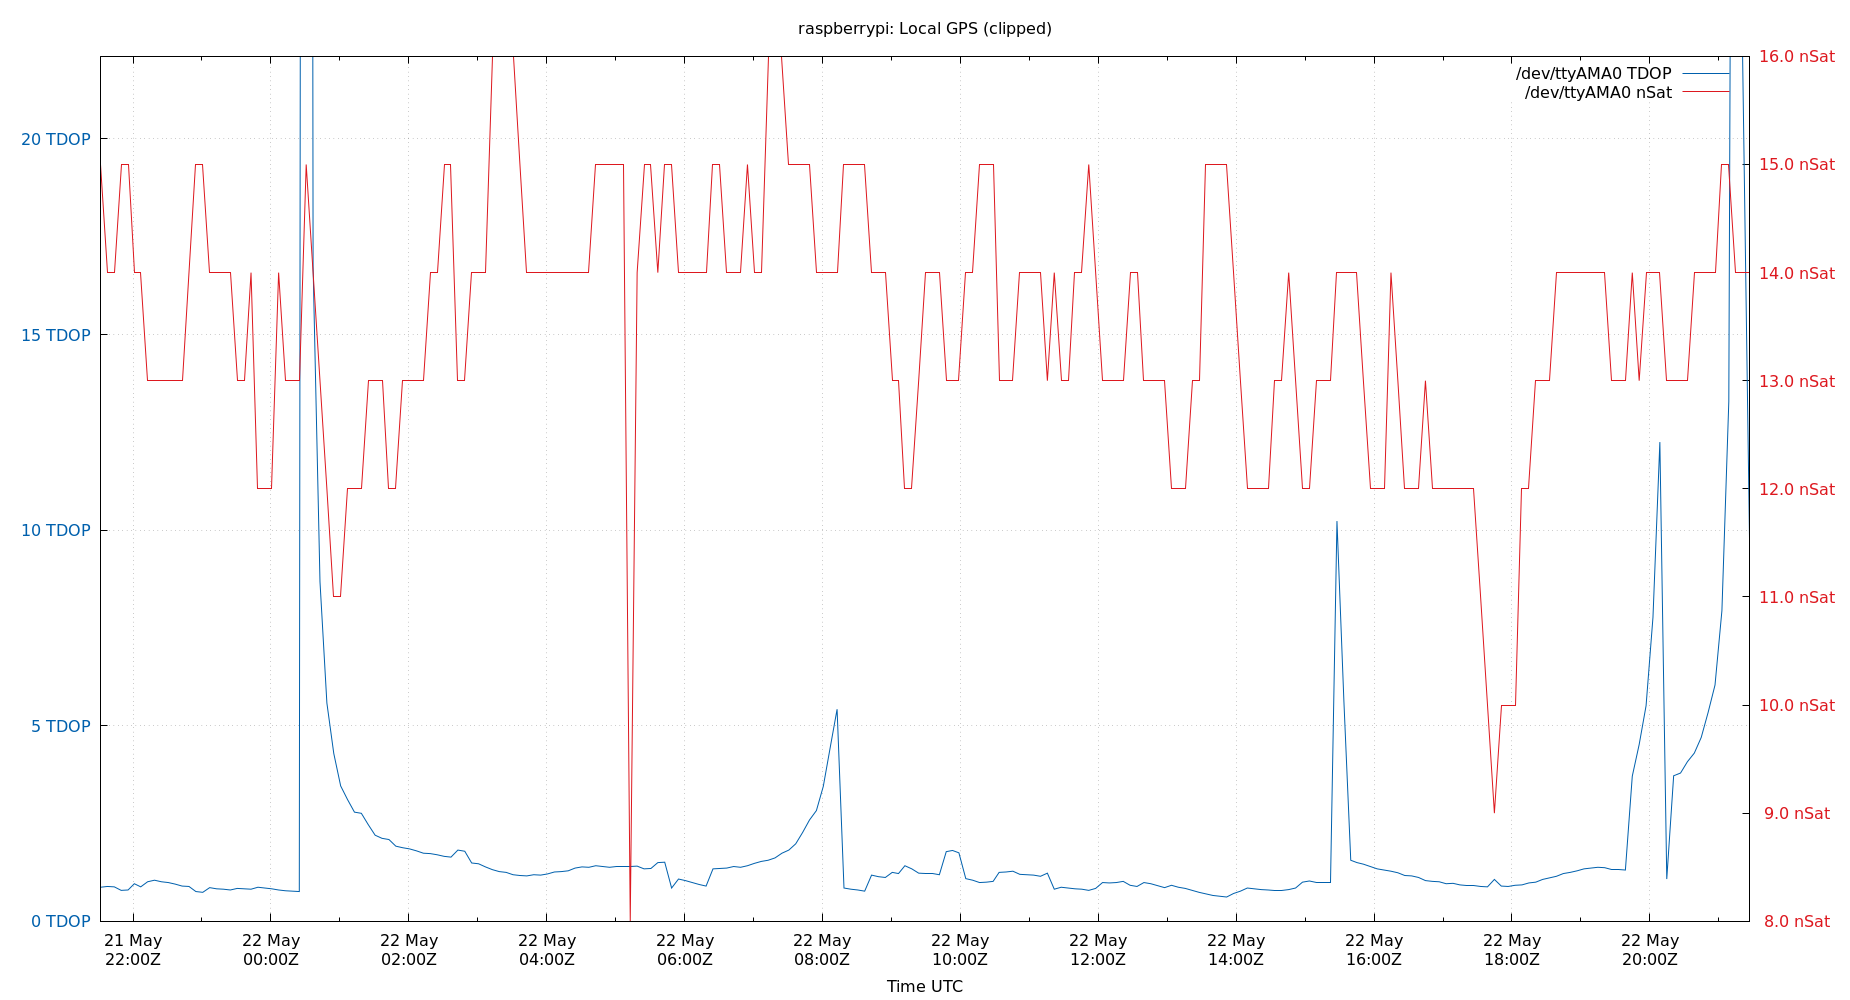 raspberrypi: Local GPS (clipped)
/dev/ttyAMA0 TDOP
/dev/ttyAMA0 nSat
20 TDOP
15 TDOP
10 TDOP
5 TDOP
0 TDOP
16.0 nSat
15.0 nSat
14.0 nSat
13.0 nSat
12.0 nSat
11.0 nSat
10.0 nSat
9.0 nSat
8.0 nSat
21 May
22:00Z
22 May
00:00Z
22 May
02:00Z
22 May
04:00Z
22 May
06:00Z
22 May
08:00Z
22 May
10:00Z
22 May
12:00Z
22 May
14:00Z
22 May
16:00Z
22 May
18:00Z
22 May
20:00Z
Time UTC